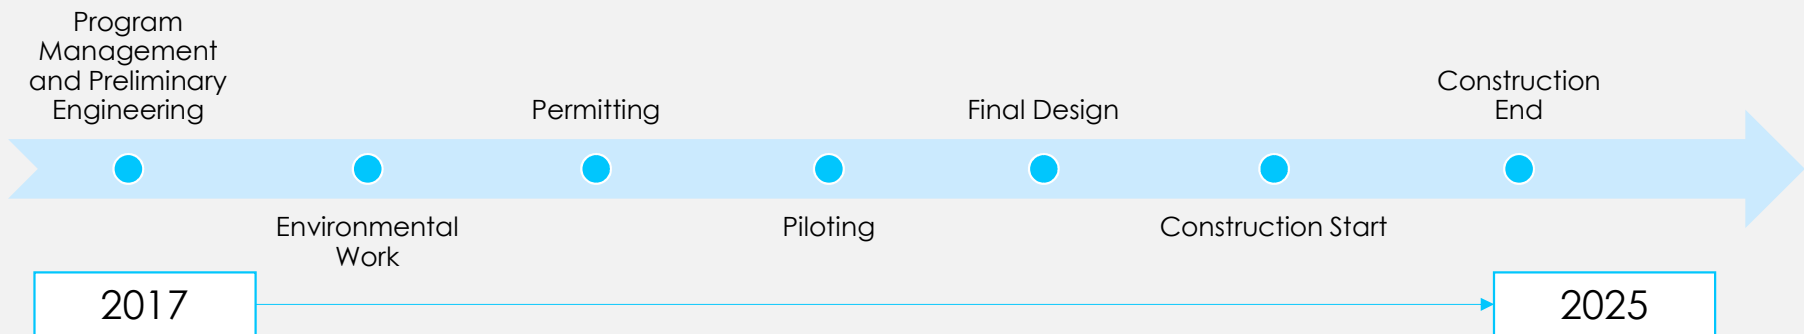 Program
Management
and Preliminary
Engineering
Environmental
Work
Permitting
Piloting
Final Design
Construction Start
Construction
End
2017
2025